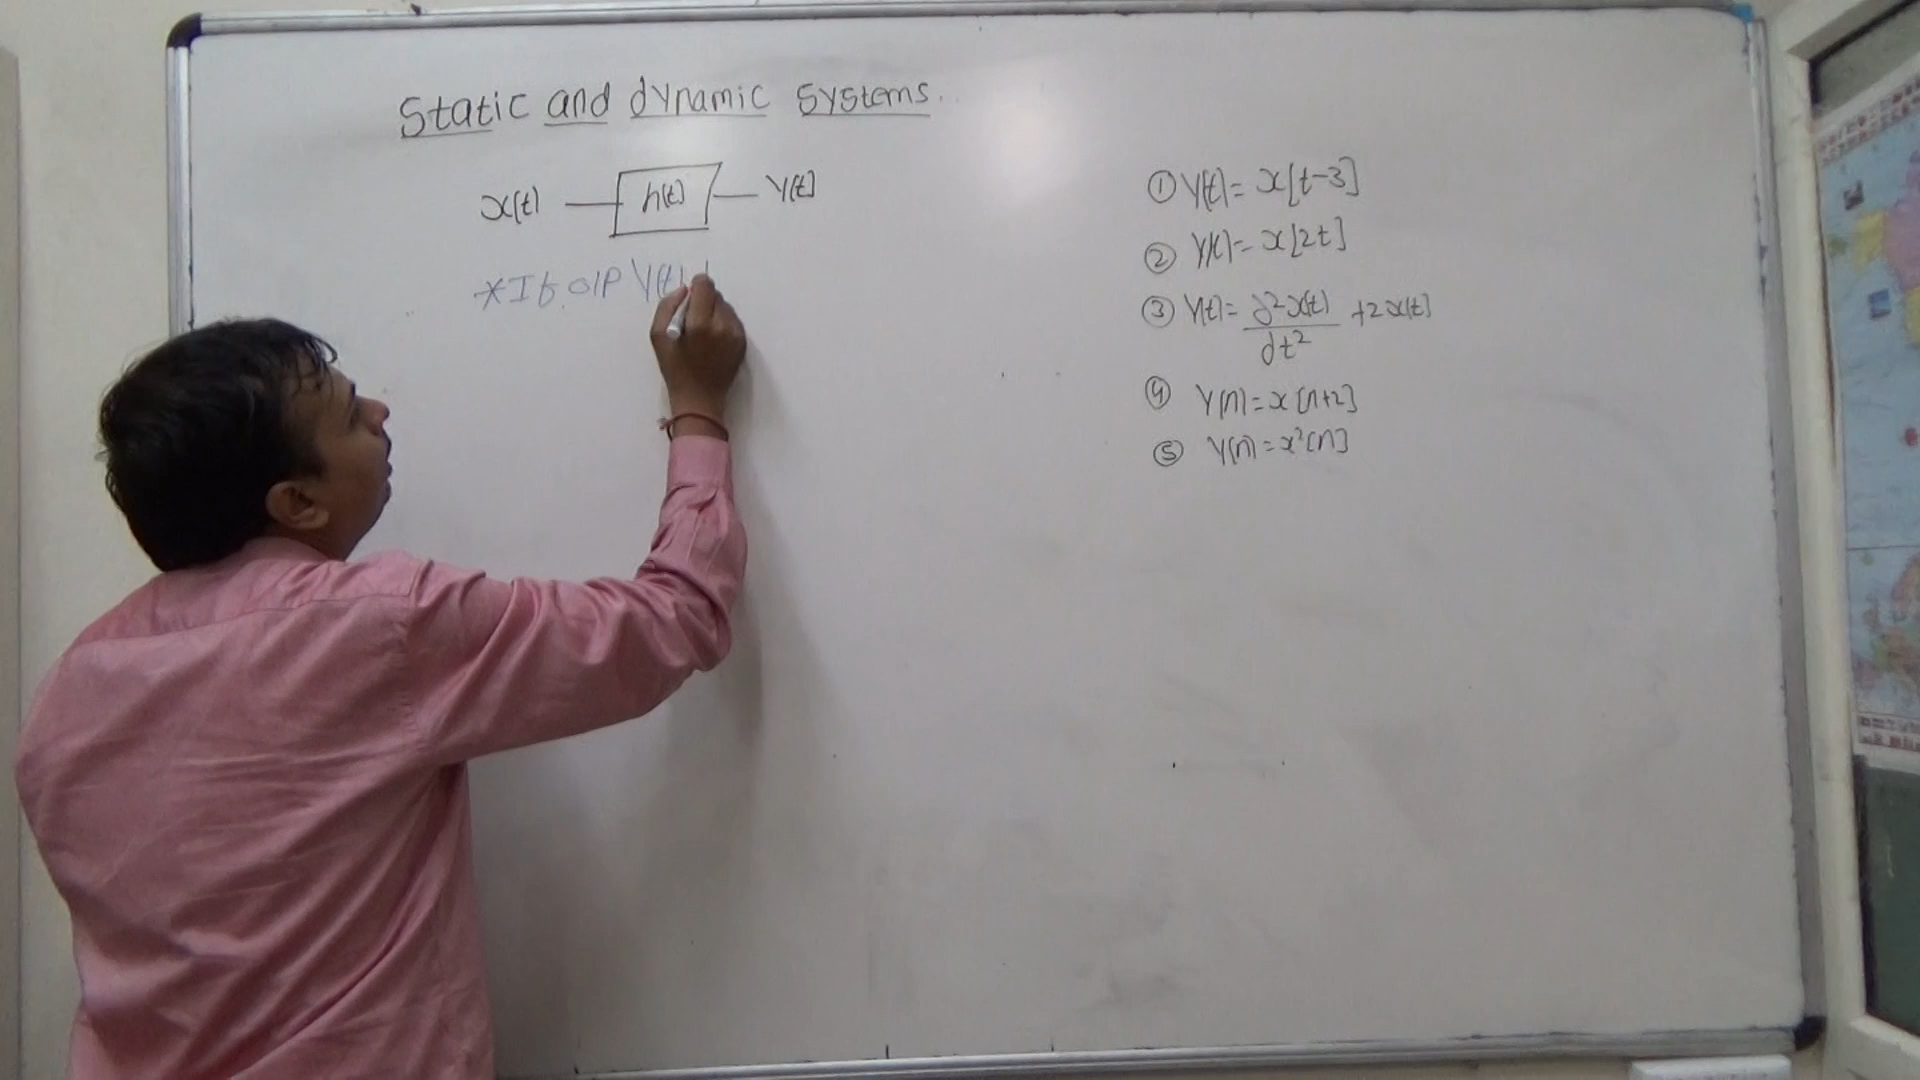 Static and dynamic systems..
x(t) h(t) y(t)
*If o/p y(t)
① y(t) = x[t-3]
② y(t) = x[2t]
③ y(t) = d²x(t)/dt² + 2x(t)
④ y[n] = x[n+2]
⑤ y[n] = x²[n]